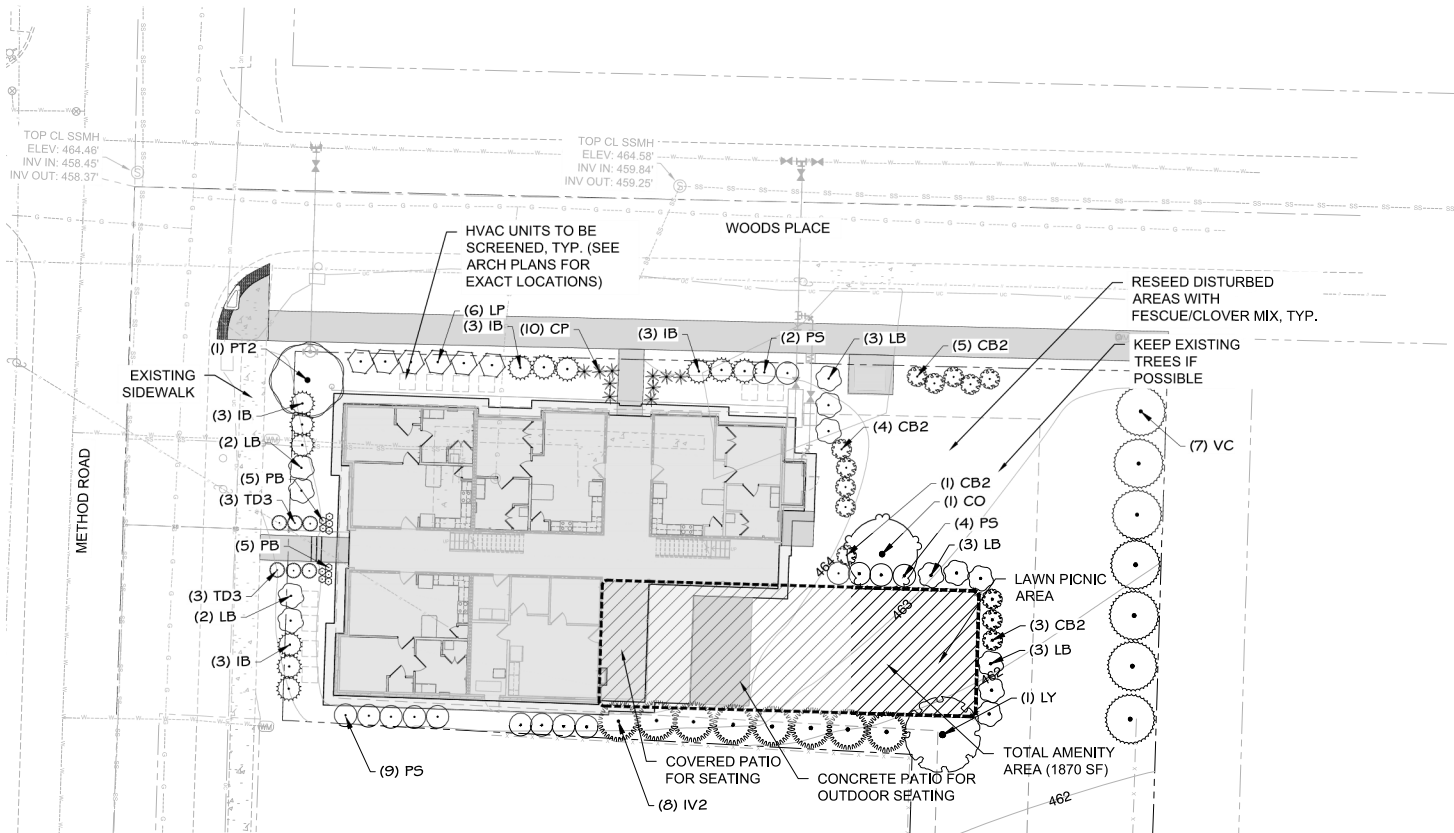 TOP CL SSMH
ELEV: 464.46'
INV IN: 458.45'
INV OUT: 458.37'
TOP CL SSMH
ELEV: 464.58'
INV IN: 459.84'
INV OUT: 459.25'
WOODS PLACE
HVAC UNITS TO BE
SCREENED, TYP. (SEE
ARCH PLANS FOR
EXACT LOCATIONS)
RESEED DISTURBED
AREAS WITH
FESCUE/CLOVER MIX, TYP.
KEEP EXISTING
TREES IF
POSSIBLE
(6) LP
(3) IB
(10) CP
(3) IB
(2) PS
(3) LB
(5) CB2
(1) PT2
EXISTING
SIDEWALK
(3) IB
(2) LB
(5) PB
(3) TD3
METHOD ROAD
(5) PB
(3) TD3
(2) LB
(3) IB
(4) CB2
(7) VC
(1) CB2
(1) CO
(4) PS
(3) LB
464
LAWN PICNIC
AREA
463
(3) CB2
(3) LB
462
(1) LY
TOTAL AMENITY
AREA (1870 SF)
COVERED PATIO
FOR SEATING
CONCRETE PATIO FOR
OUTDOOR SEATING
(9) PS
(8) IV2
462